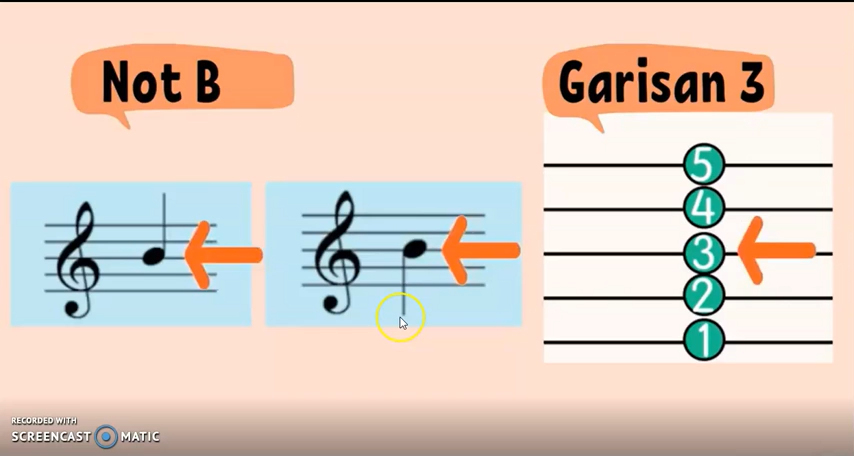 Not B
Garisan 3
5
4
3
2
1
RECORDED WITH
SCREENCAST MATIC